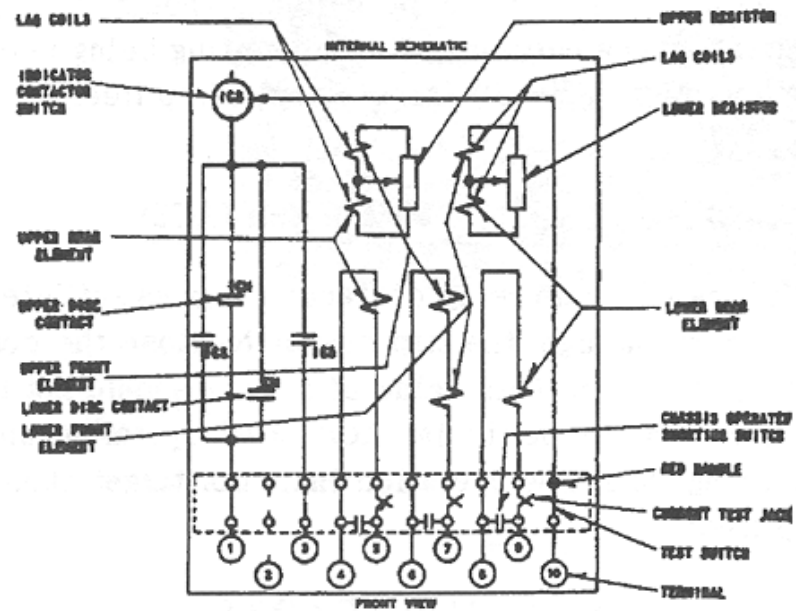 LAG COILS
INTERNAL SCHEMATIC
UPPER RESISTOR
LAG COILS
INDICATOR
CONTACTOR
SWITCH
ICS
LOWER RESISTOR
UPPER REAR
ELEMENT
UPPER DISC
CONTACT
ICS
ICS
LOWER REAR
ELEMENT
UPPER FRONT
ELEMENT
LOWER DISC CONTACT
LOWER FRONT
ELEMENT
CHASSIS OPERATED
SHORTING SWITCH
RED HANDLE
CURRENT TEST JACK
TEST SWITCH
TERMINAL
1
3
5
7
9
2
4
6
8
10
FRONT VIEW